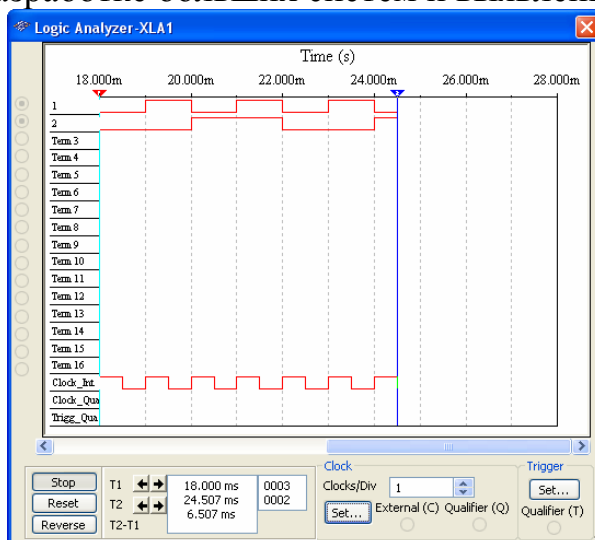 Logic Analyzer-XLA1
Time (s)
18.000m 20.000m 22.000m 24.000m 26.000m 28.000m
1
2
Term 3
Term 4
Term 5
Term 6
Term 7
Term 8
Term 9
Term 10
Term 11
Term 12
Term 13
Term 14
Term 15
Term 16
Clock_Int
Clock_Qua
Trigg_Qua
Stop
Reset
Reverse
T1
T2
T2-T1
18.000 ms
24.507 ms
6.507 ms
0003
0002
Clock
Clocks/Div 1
Set...
External (C) Qualifier (Q)
Trigger
Set...
Qualifier (T)